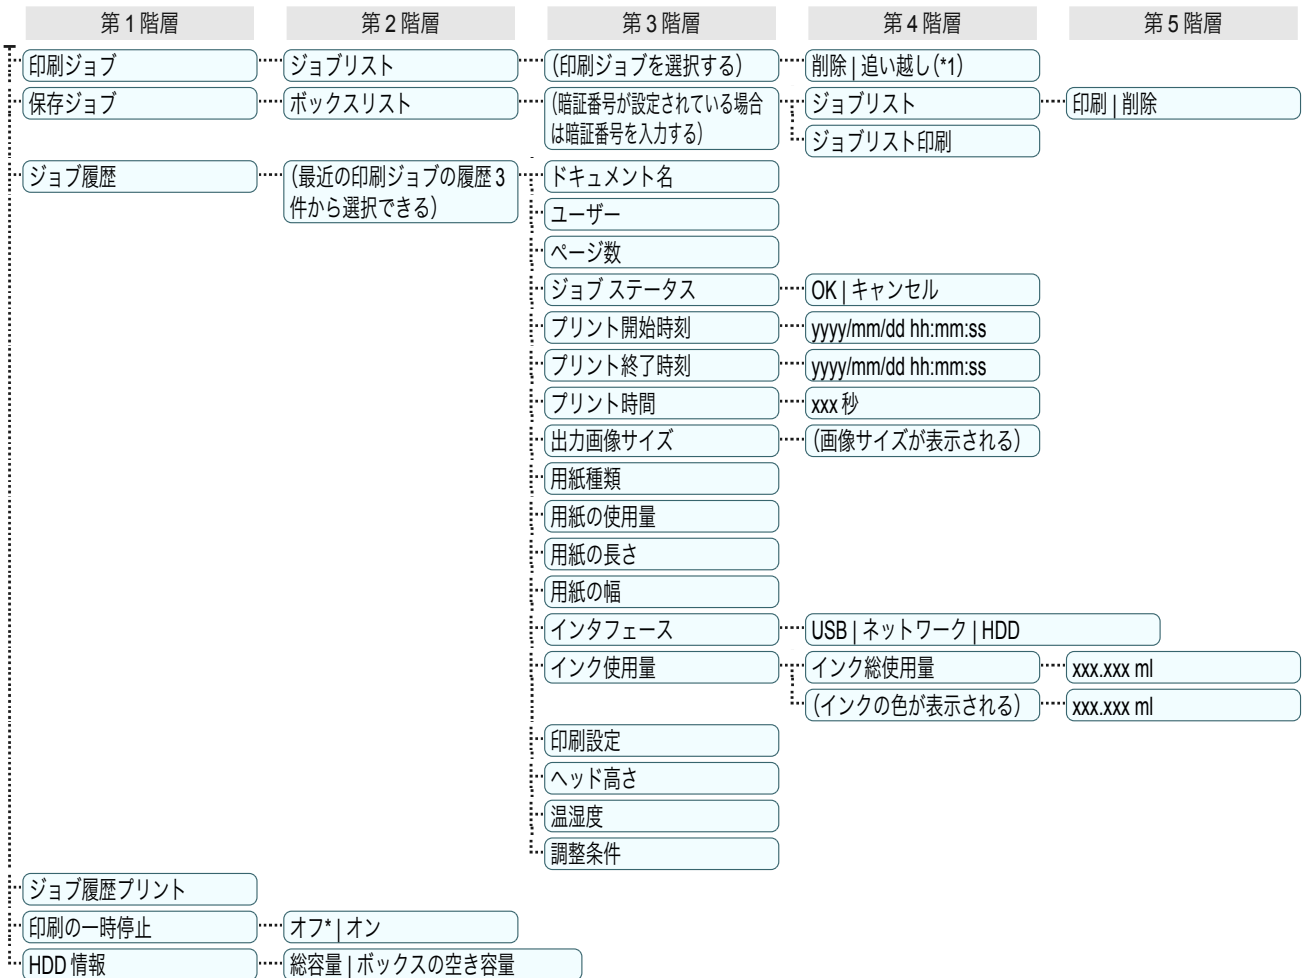 第 1 階層
第 2 階層
第 3 階層
第 4 階層
第 5 階層
印刷ジョブ
ジョブリスト
(印刷ジョブを選択する)
削除 | 追い越し(*1)
保存ジョブ
ボックスリスト
(暗証番号が設定されている場合
は暗証番号を入力する)
ジョブリスト
印刷 | 削除
ジョブリスト印刷
ジョブ履歴
(最近の印刷ジョブの履歴 3
件から選択できる)
ドキュメント名
ユーザー
ページ数
ジョブ ステータス
OK | キャンセル
プリント開始時刻
yyyy/mm/dd hh:mm:ss
プリント終了時刻
yyyy/mm/dd hh:mm:ss
プリント時間
xxx 秒
出力画像サイズ
(画像サイズが表示される)
用紙種類
用紙の使用量
用紙の長さ
用紙の幅
インタフェース
USB | ネットワーク | HDD
インク使用量
インク総使用量
xxx.xxx ml
(インクの色が表示される)
xxx.xxx ml
印刷設定
ヘッド高さ
温湿度
調整条件
ジョブ履歴プリント
印刷の一時停止
オフ* | オン
HDD 情報
総容量 | ボックスの空き容量